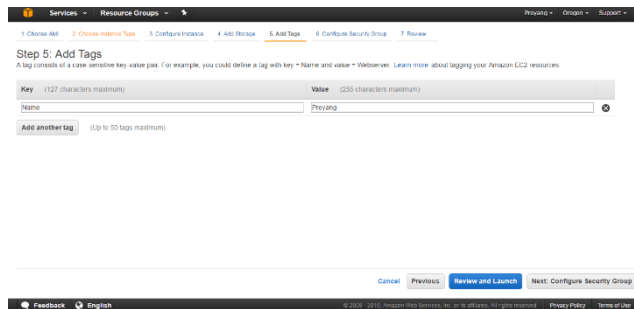 Services Resource Groups Preyang Oregon Support
1. Choose AMI 2. Choose Instance Type 3. Configure Instance 4. Add Storage 5. Add Tags 6. Configure Security Group 7. Review
Step 5: Add Tags
A tag consists of a case-sensitive key-value pair. For example, you could define a tag with key = Name and value = Webserver. Learn more about tagging your Amazon EC2 resources.
Key (127 characters maximum) Value (255 characters maximum)
Name Preyang
Add another tag (Up to 50 tags maximum)
Cancel Previous Review and Launch Next: Configure Security Group
Feedback English © 2008 - 2016, Amazon Web Services, Inc. or its affiliates. All rights reserved. Privacy Policy Terms of Use